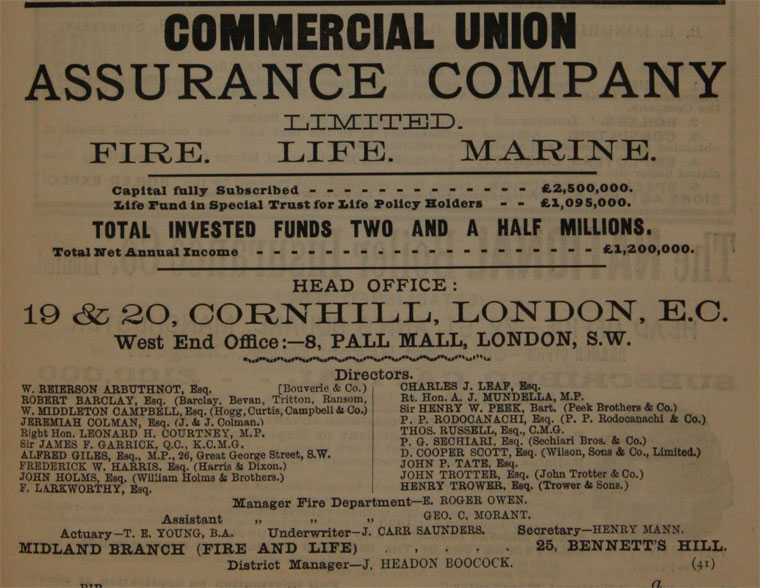 COMMERCIAL UNION
ASSURANCE COMPANY
LIMITED.
FIRE. LIFE. MARINE.
Capital fully Subscribed - - - - - - - - - - - - - £2,500,000.
Life Fund in Special Trust for Life Policy Holders - - £1,095,000.
TOTAL INVESTED FUNDS TWO AND A HALF MILLIONS.
Total Net Annual Income - - - - - - - - - - - - - - - - - - £1,200,000.
HEAD OFFICE:
19 & 20, CORNHILL, LONDON, E.C.
West End Office:—8, PALL MALL, LONDON, S.W.
Directors.
W. REIERSON ARBUTHNOT, Esq. [Bouverie & Co.)
ROBERT BARCLAY, Esq. (Barclay, Bevan, Tritton, Ransom,
W. MIDDLETON CAMPBELL, Esq. (Hogg, Curtis, Campbell & Co.)
JEREMIAH COLMAN, Esq. (J. & J. Colman.)
Right Hon. LEONARD H. COURTNEY, M.P.
Sir JAMES F. GARRICK, Q.C., K.C.M.G.
ALFRED GILES, Esq., M.P., 26, Great George Street, S.W.
FREDERICK W. HARRIS, Esq. (Harris & Dixon.)
JOHN HOLMS, Esq. (William Holms & Brothers.)
F. LARKWORTHY, Esq.
CHARLES J. LEAF, Esq.
Rt. Hon. A. J. MUNDELLA, M.P.
Sir HENRY W. PEEK, Bart. (Peek Brothers & Co.)
P. P. RODOCANACHI, Esq. (P. P. Rodocanachi & Co.)
THOS. RUSSELL, Esq., C.M.G.
P. G. SECHIARI, Esq. (Sechiari Bros. & Co.)
D. COOPER SCOTT, Esq. (Wilson, Sons & Co., Limited.)
JOHN P. TATE, Esq.
JOHN TROTTER, Esq. (John Trotter & Co.)
HENRY TROWER, Esq. (Trower & Sons.)
Manager Fire Department—E. ROGER OWEN.
Assistant „ „ „ GEO. C. MORANT.
Actuary—T. E. YOUNG, B.A. Underwriter—J. CARR SAUNDERS. Secretary—HENRY MANN.
MIDLAND BRANCH (FIRE AND LIFE) . . . . . 25, BENNETT'S HILL.
District Manager—J. HEADON BOOCOCK. (41)